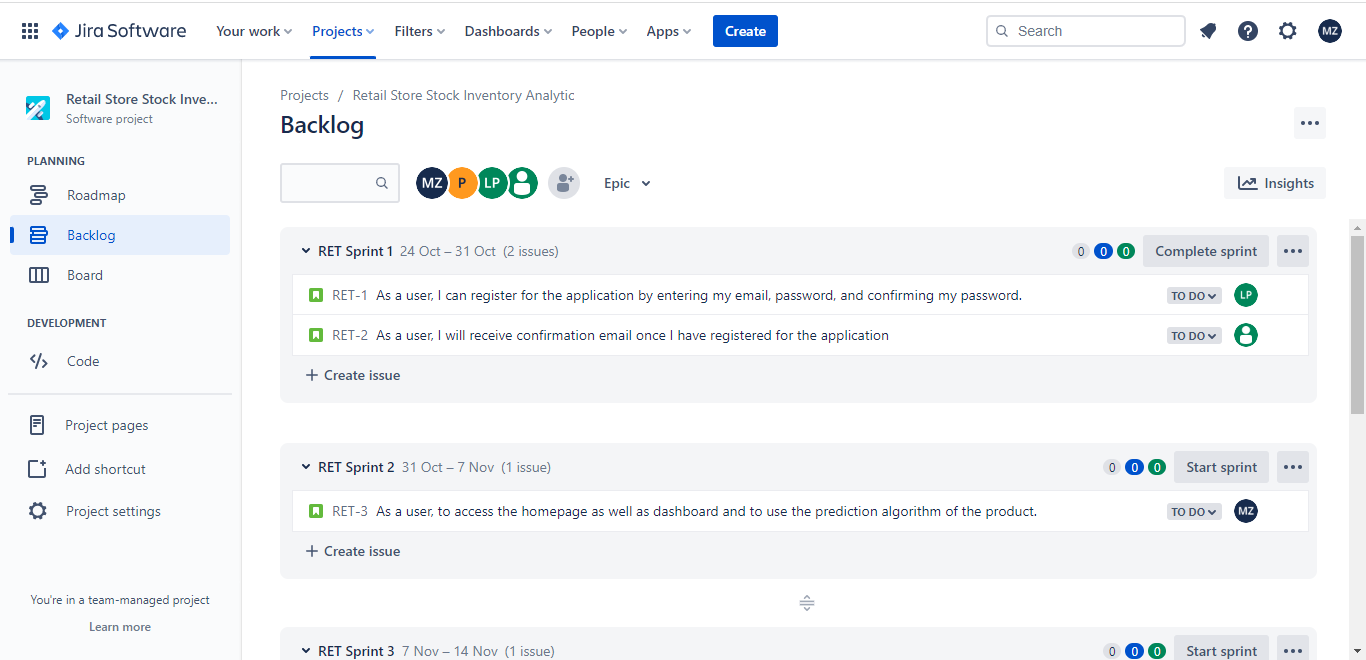 Jira Software Your work Projects Filters Dashboards People Apps Create Search MZ
Retail Store Stock Inve...
Software project
PLANNING
Roadmap
Backlog
Board
DEVELOPMENT
Code
Project pages
Add shortcut
Project settings
You're in a team-managed project
Learn more
Projects / Retail Store Stock Inventory Analytic
Backlog
MZ P LP Epic Insights
RET Sprint 1 24 Oct – 31 Oct (2 issues) 0 0 0 Complete sprint
RET-1 As a user, I can register for the application by entering my email, password, and confirming my password. TO DO LP
RET-2 As a user, I will receive confirmation email once I have registered for the application TO DO
+ Create issue
RET Sprint 2 31 Oct – 7 Nov (1 issue) 0 0 0 Start sprint
RET-3 As a user, to access the homepage as well as dashboard and to use the prediction algorithm of the product. TO DO MZ
+ Create issue
RET Sprint 3 7 Nov – 14 Nov (1 issue) 0 0 0 Start sprint